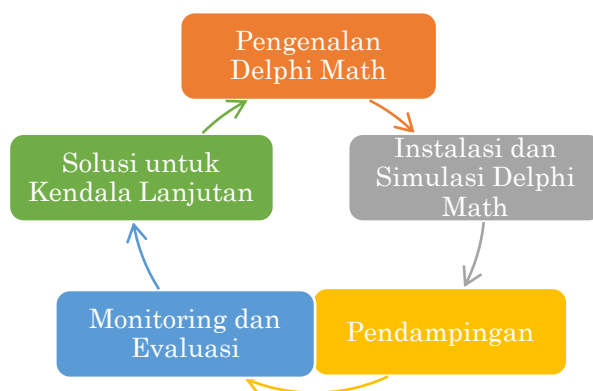 Pengenalan
Delphi Math
Instalasi dan
Simulasi Delphi
Math
Pendampingan
Monitoring dan
Evaluasi
Solusi untuk
Kendala Lanjutan